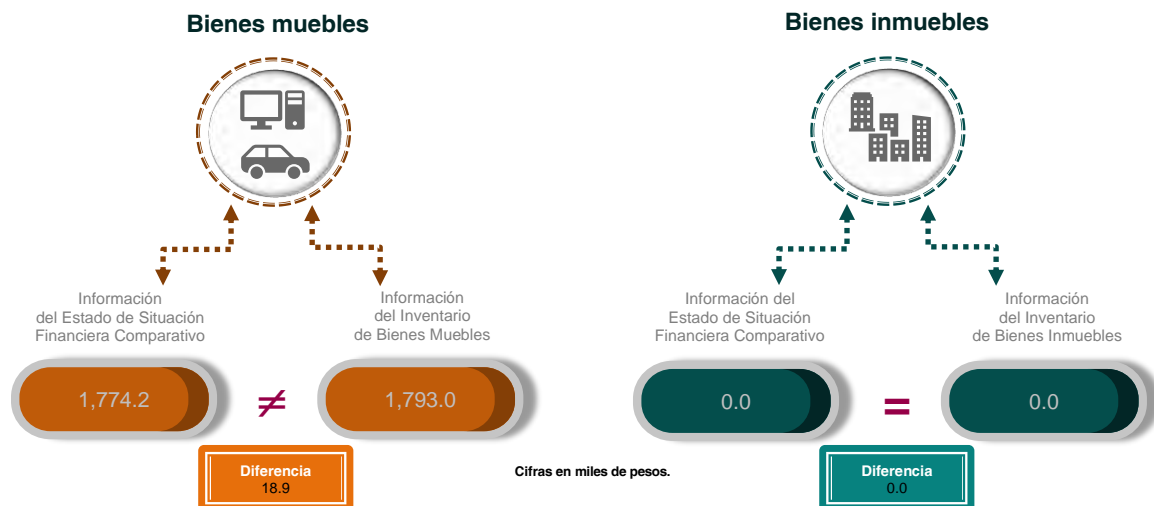 Bienes muebles
Información
del Estado de Situación
Financiera Comparativo
Información
del Inventario
de Bienes Muebles
1,774.2
≠
1,793.0
Diferencia
18.9
Bienes inmuebles
Información del
Estado de Situación
Financiera Comparativo
Información
del Inventario
de Bienes Inmuebles
0.0
=
0.0
Diferencia
0.0
Cifras en miles de pesos.